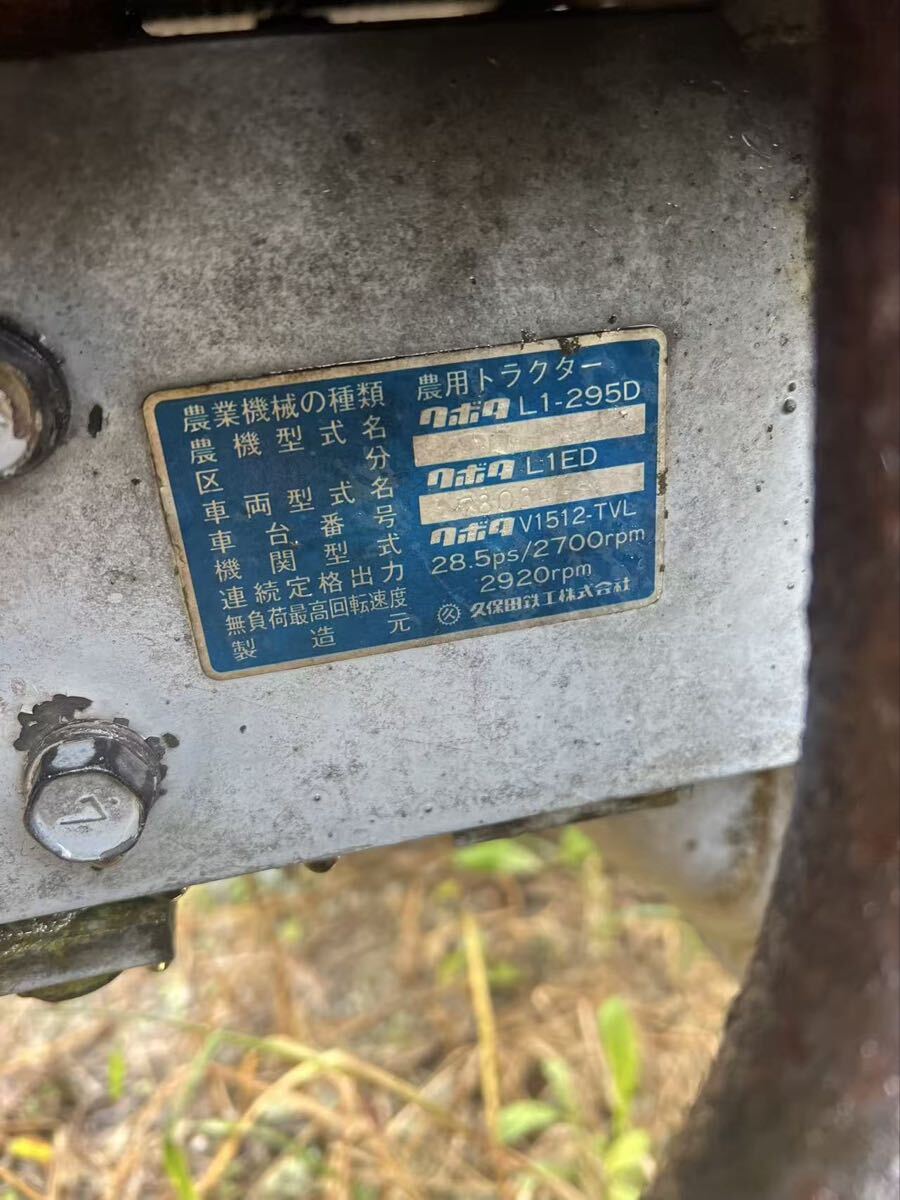 農業機械の種類 農用トラクター
農機型式名 クボタ L1-295D
区分
車両型式名 クボタ L1ED
車台番号
機関型式 クボタ V1512-TVL
連続定格出力 28.5ps/2700rpm
無負荷最高回転速度 2920rpm
製造元 久保田鉄工株式会社